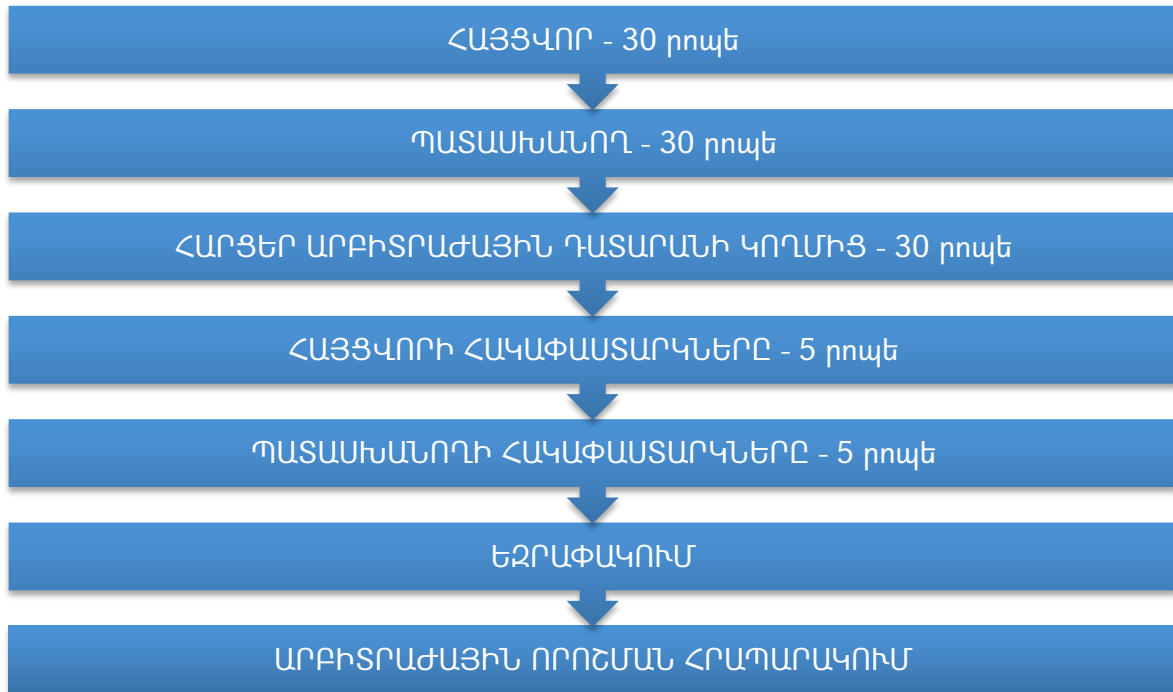 ՀԱՅՑՎՈՐ - 30 րոպե
ՊԱՏԱՍԽԱՆՈՂ - 30 րոպե
ՀԱՐՑԵՐ ԱՐԲԻՏՐԱԺԱՅԻՆ ԴԱՏԱՐԱՆԻ ԿՈՂՄԻՑ - 30 րոպե
ՀԱՅՑՎՈՐԻ ՀԱԿԱՓԱՍՏԱՐԿՆԵՐԸ - 5 րոպե
ՊԱՏԱՍԽԱՆՈՂԻ ՀԱԿԱՓԱՍՏԱՐԿՆԵՐԸ - 5 րոպե
ԵԶՐԱՓԱԿՈՒՄ
ԱՐԲԻՏՐԱԺԱՅԻՆ ՈՐՈՇՄԱՆ ՀՐԱՊԱՐԱԿՈՒՄ